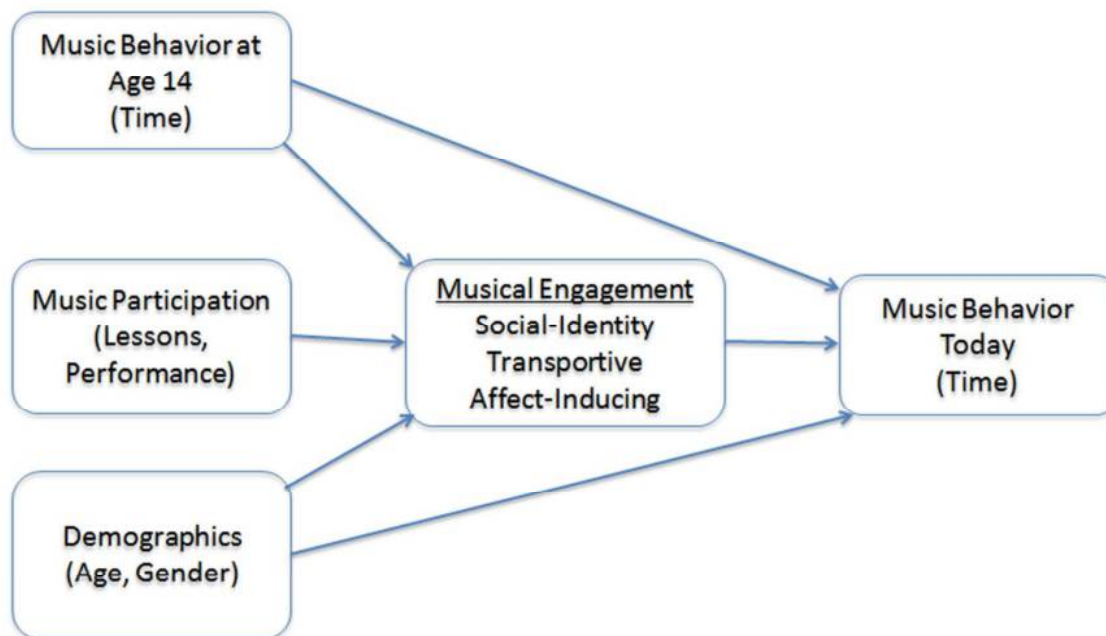 Music Behavior at
Age 14
(Time)
Music Participation
(Lessons,
Performance)
Demographics
(Age, Gender)
Musical Engagement
Social-Identity
Transportive
Affect-Inducing
Music Behavior
Today
(Time)